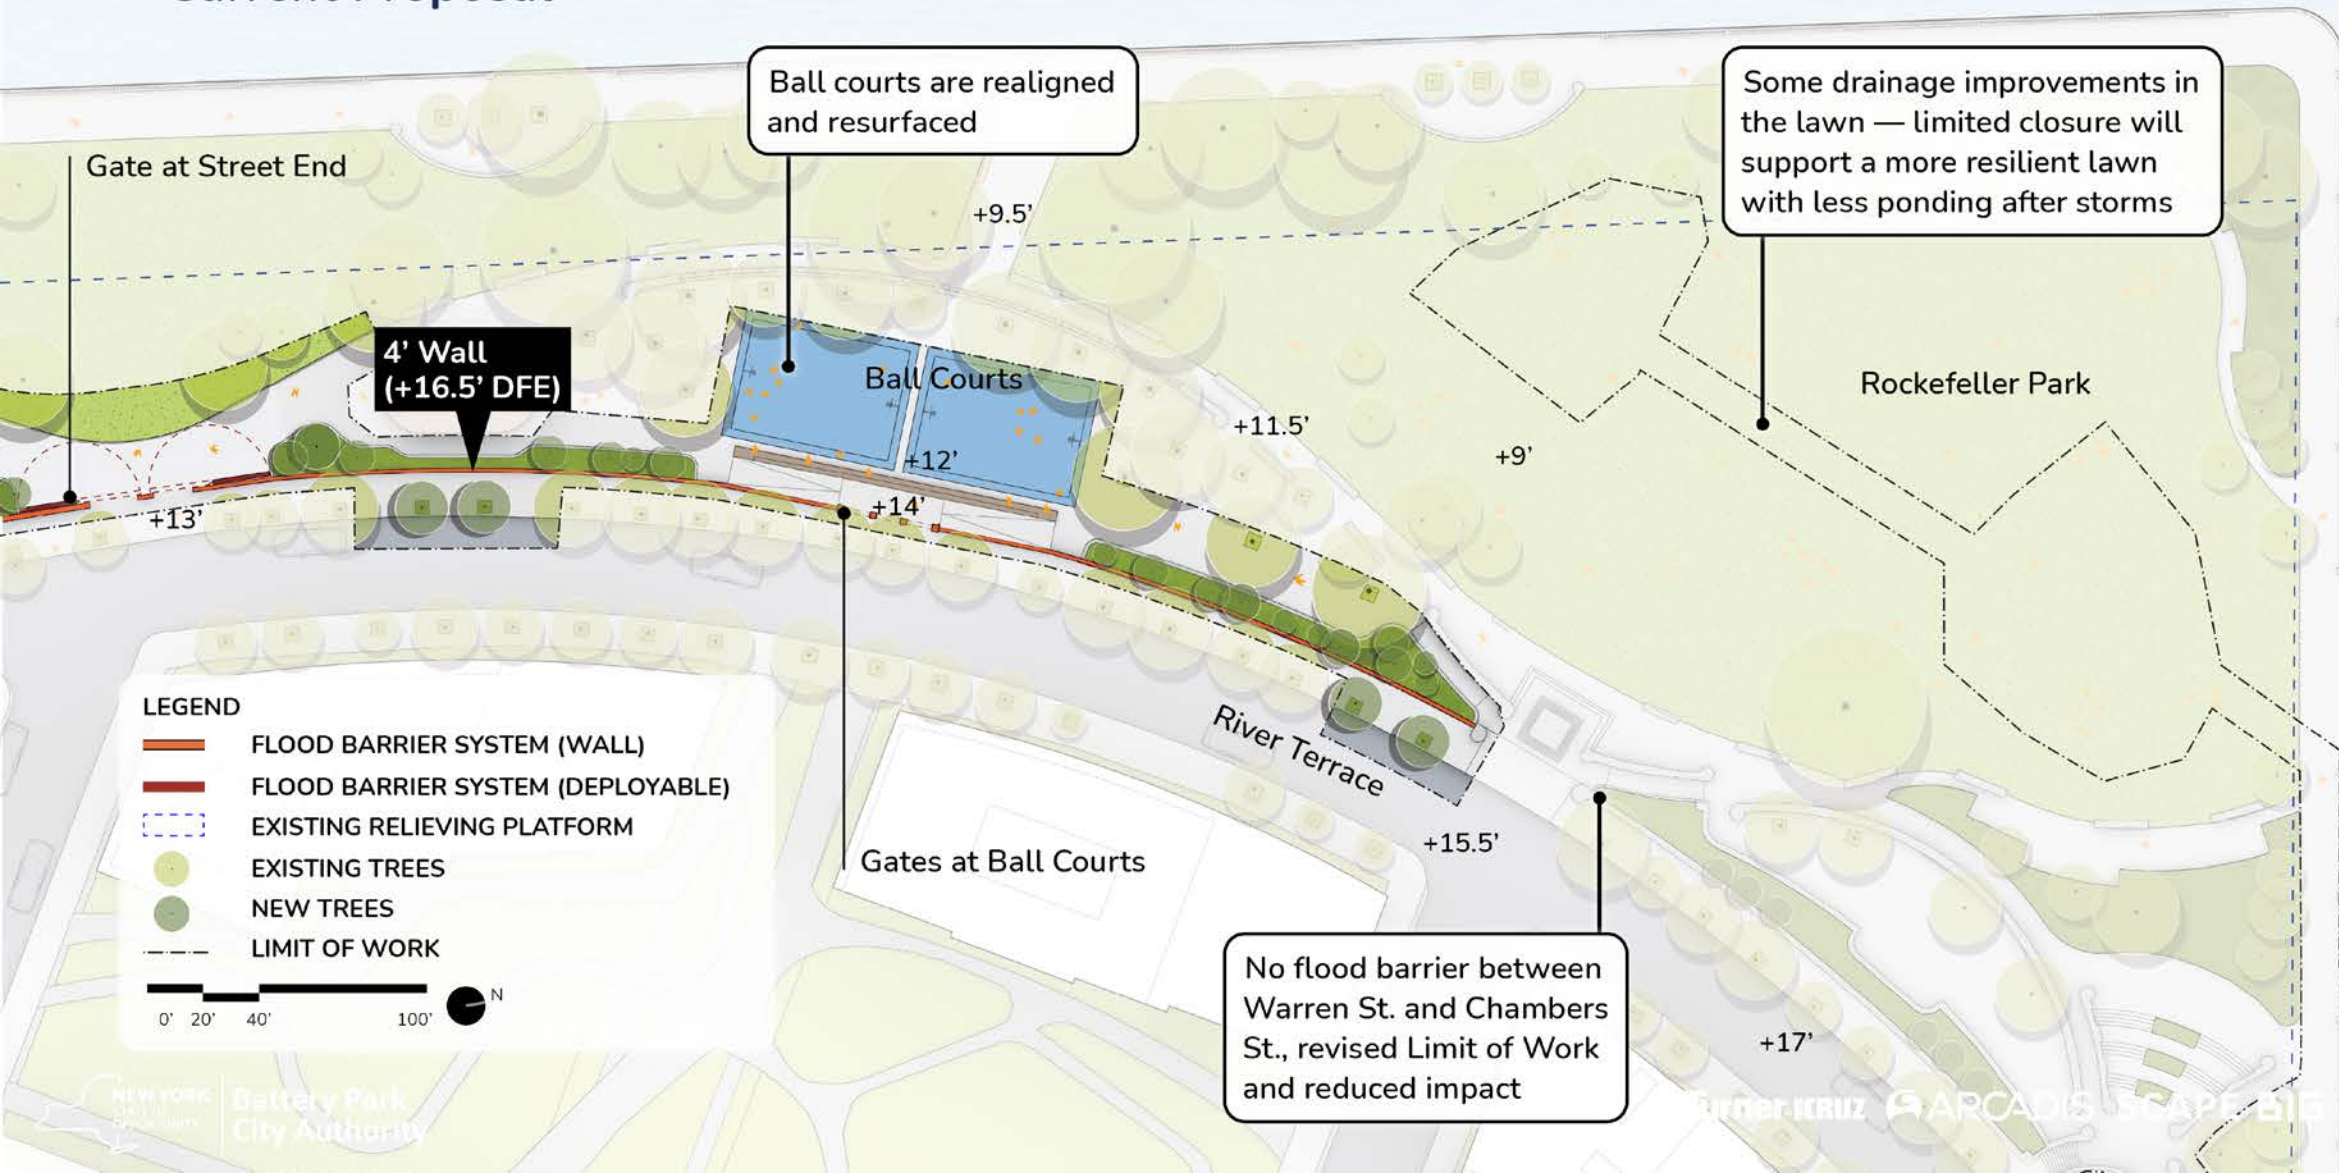 Current Proposal
Ball courts are realigned
and resurfaced
Some drainage improvements in
the lawn — limited closure will
support a more resilient lawn
with less ponding after storms
Gate at Street End
+9.5’
4’ Wall
(+16.5’ DFE)
Ball Courts
Rockefeller Park
+11.5’
+9’
+12’
+14’
+13’
River Terrace
+15.5’
Gates at Ball Courts
LEGEND
FLOOD BARRIER SYSTEM (WALL)
FLOOD BARRIER SYSTEM (DEPLOYABLE)
EXISTING RELIEVING PLATFORM
EXISTING TREES
NEW TREES
LIMIT OF WORK
0’ 20’ 40’ 100’
N
No flood barrier between
Warren St. and Chambers
St., revised Limit of Work
and reduced impact
+17’
NEW YORK
Battery Park
City Authority
ARCADIS SCAPE BIG